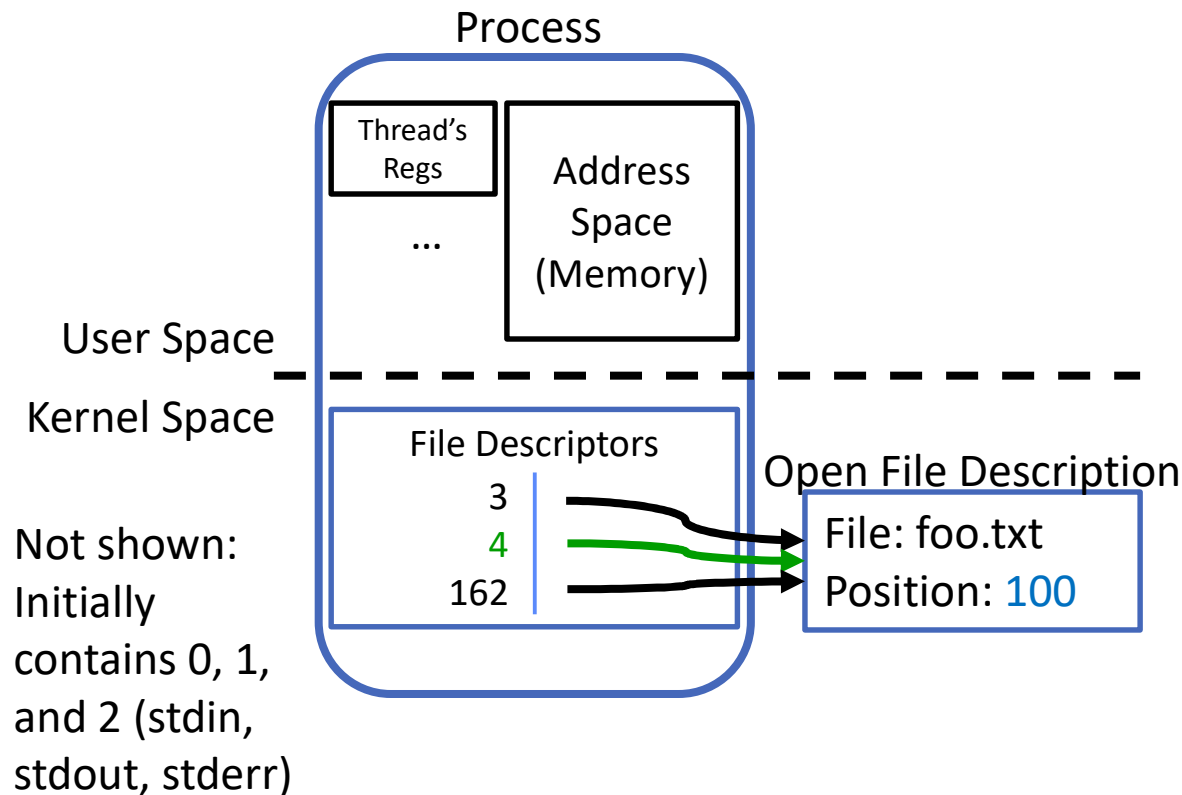 Process
Thread’s
Regs
...
Address
Space
(Memory)
User Space
Kernel Space
File Descriptors
3
4
162
Open File Description
File: foo.txt
Position: 100
Not shown:
Initially
contains 0, 1,
and 2 (stdin,
stdout, stderr)